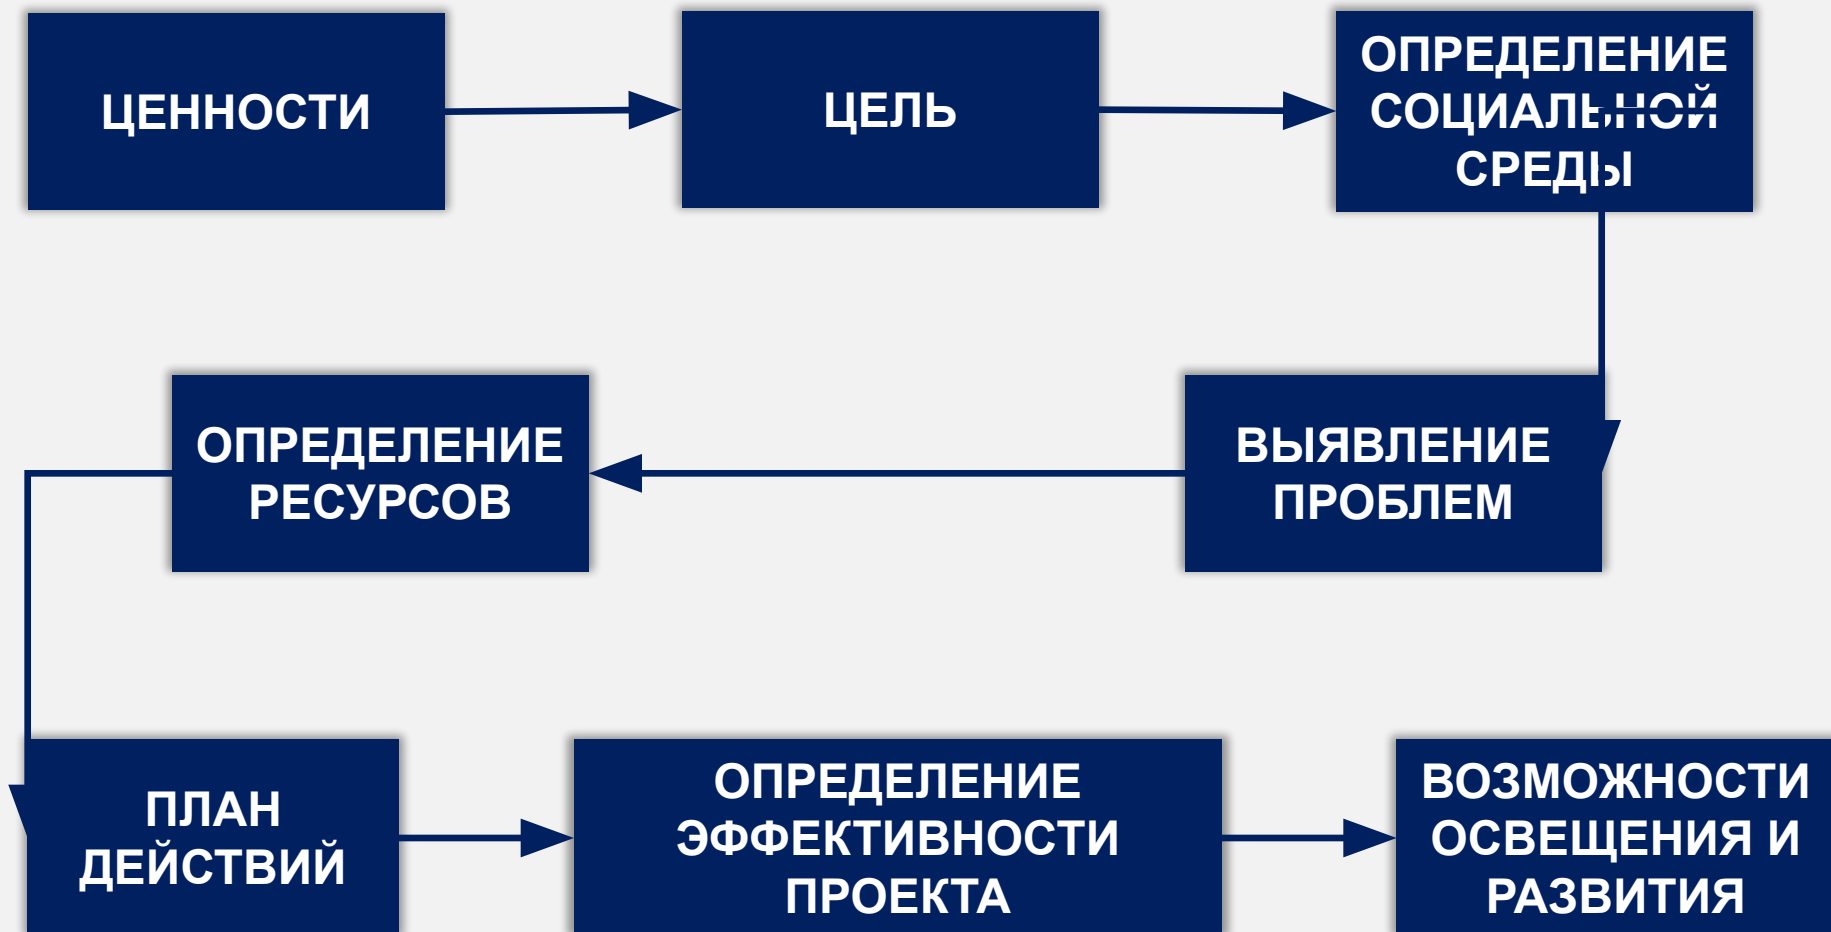 ЦЕННОСТИ
ЦЕЛЬ
ОПРЕДЕЛЕНИЕ
СОЦИАЛЬНОЙ
СРЕДЫ
ВЫЯВЛЕНИЕ
ПРОБЛЕМ
ОПРЕДЕЛЕНИЕ
РЕСУРСОВ
ПЛАН
ДЕЙСТВИЙ
ОПРЕДЕЛЕНИЕ
ЭФФЕКТИВНОСТИ
ПРОЕКТА
ВОЗМОЖНОСТИ
ОСВЕЩЕНИЯ И
РАЗВИТИЯ